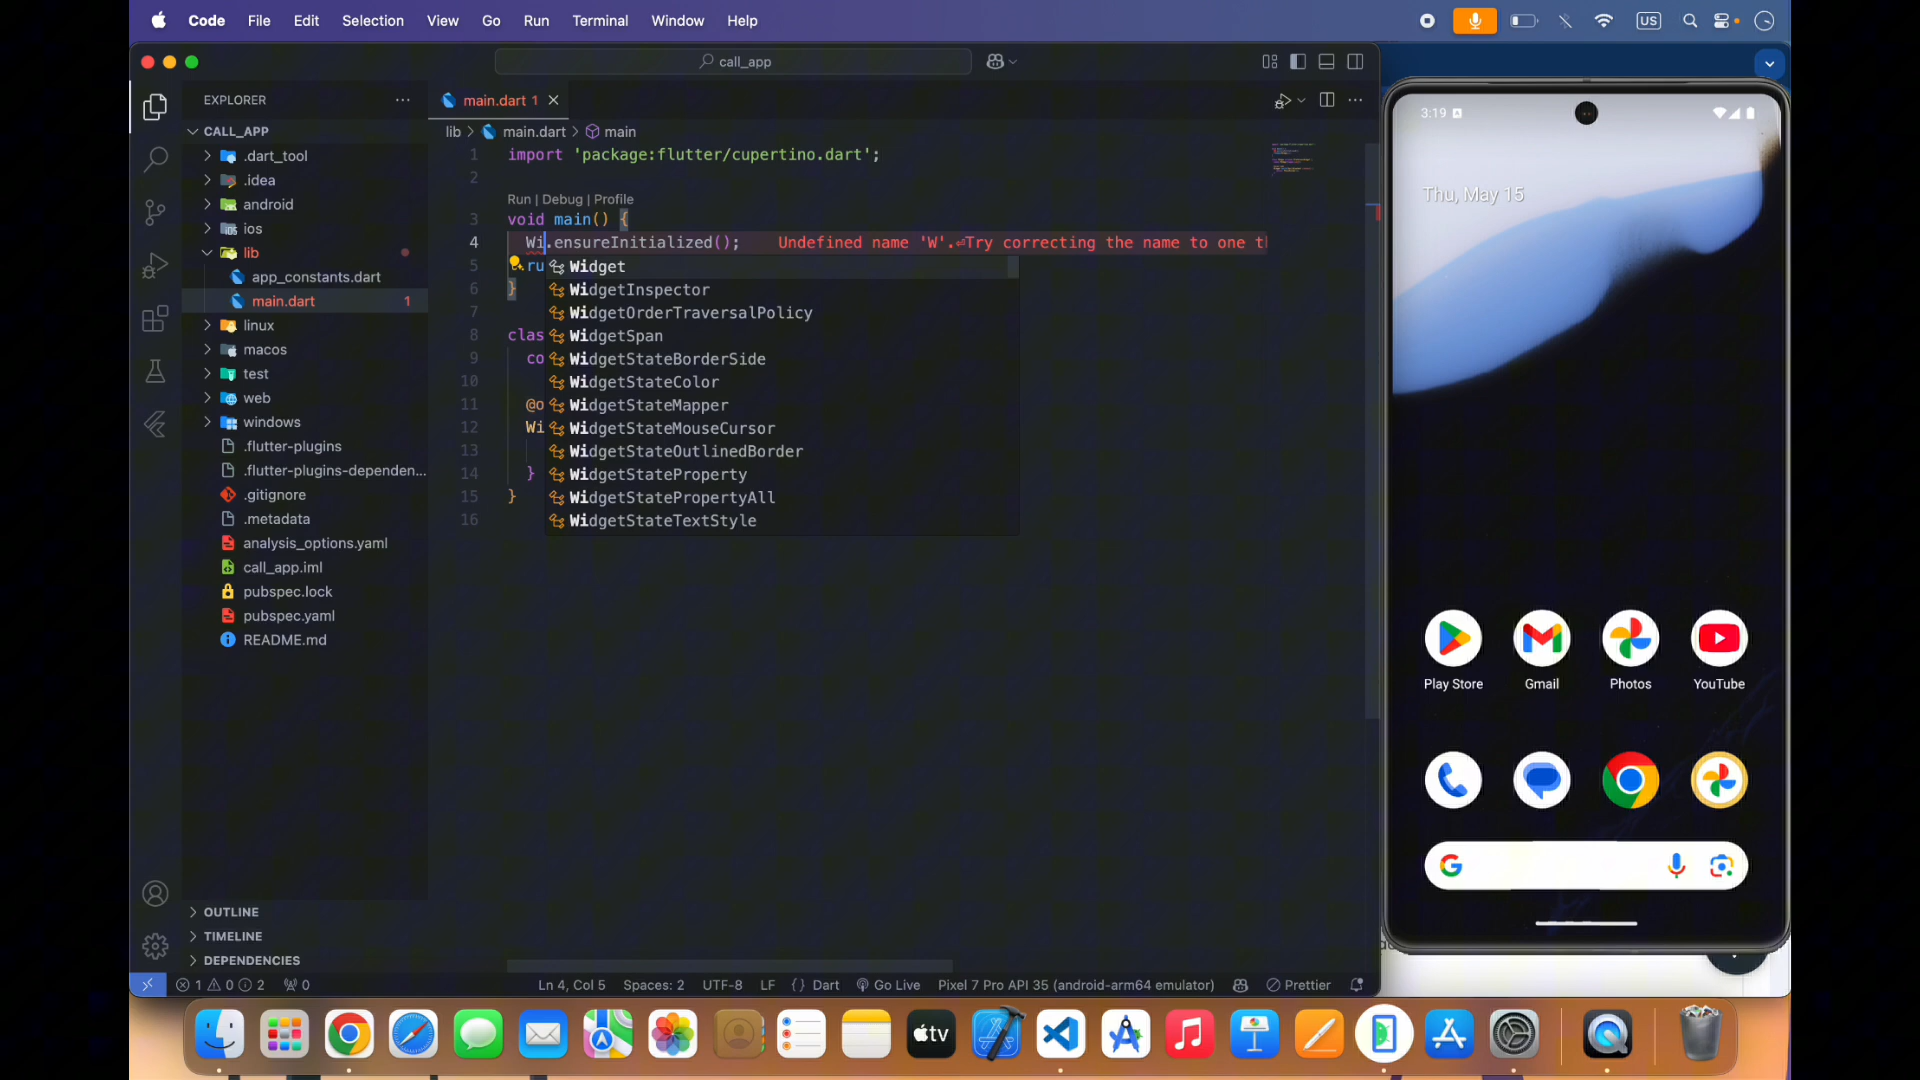 Code File Edit Selection View Go Run Terminal Window Help US
call_app
EXPLORER
main.dart 1
CALL_APP
lib > main.dart > main
.dart_tool
.idea
android
ios
lib
app_constants.dart
main.dart 1
linux
macos
test
web
windows
.flutter-plugins
.flutter-plugins-dependen...
.gitignore
.metadata
analysis_options.yaml
call_app.iml
pubspec.lock
pubspec.yaml
README.md
OUTLINE
TIMELINE
DEPENDENCIES
1 import 'package:flutter/cupertino.dart';
2
Run | Debug | Profile
3 void main() {
4 Wi.ensureInitialized(); Undefined name 'W'.⏎Try correcting the name to one t
5 ru
6 }
7
8 clas
9 co
10
11 @o
12 Wi
13
14 }
15 }
16
Widget
WidgetInspector
WidgetOrderTraversalPolicy
WidgetSpan
WidgetStateBorderSide
WidgetStateColor
WidgetStateMapper
WidgetStateMouseCursor
WidgetStateOutlinedBorder
WidgetStateProperty
WidgetStatePropertyAll
WidgetStateTextStyle
1 0 2 0 Ln 4, Col 5 Spaces: 2 UTF-8 LF {} Dart Go Live Pixel 7 Pro API 35 (android-arm64 emulator) Prettier
3:19
Thu, May 15
Play Store Gmail Photos YouTube
tv